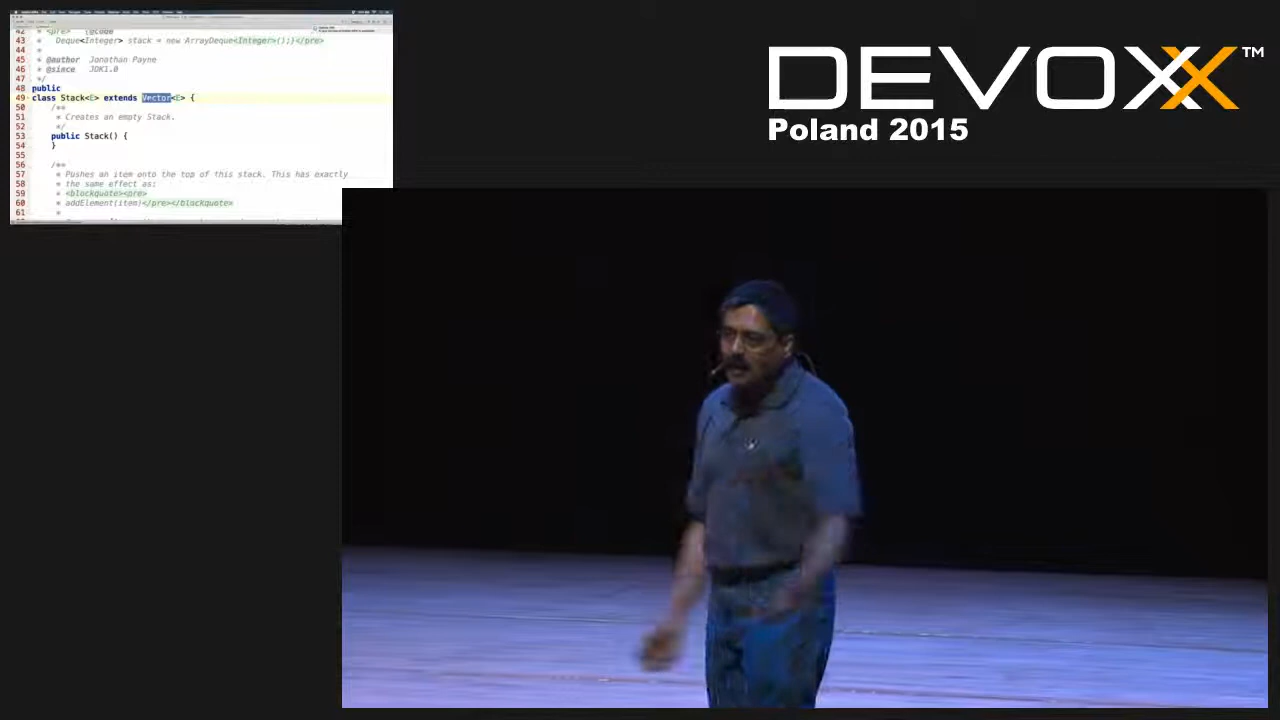 42 * <pre> {@code
43 * Deque<Integer> stack = new ArrayDeque<Integer>();}</pre>
44 *
45 * @author Jonathan Payne
46 * @since JDK1.0
47 */
48 public
49 class Stack<E> extends Vector<E> {
50 /**
51 * Creates an empty Stack.
52 */
53 public Stack() {
54 }
55
56 /**
57 * Pushes an item onto the top of this stack. This has exactly
58 * the same effect as:
59 * <blockquote><pre>
60 * addElement(item)</pre></blockquote>
61 *
DEVOXX™
Poland 2015